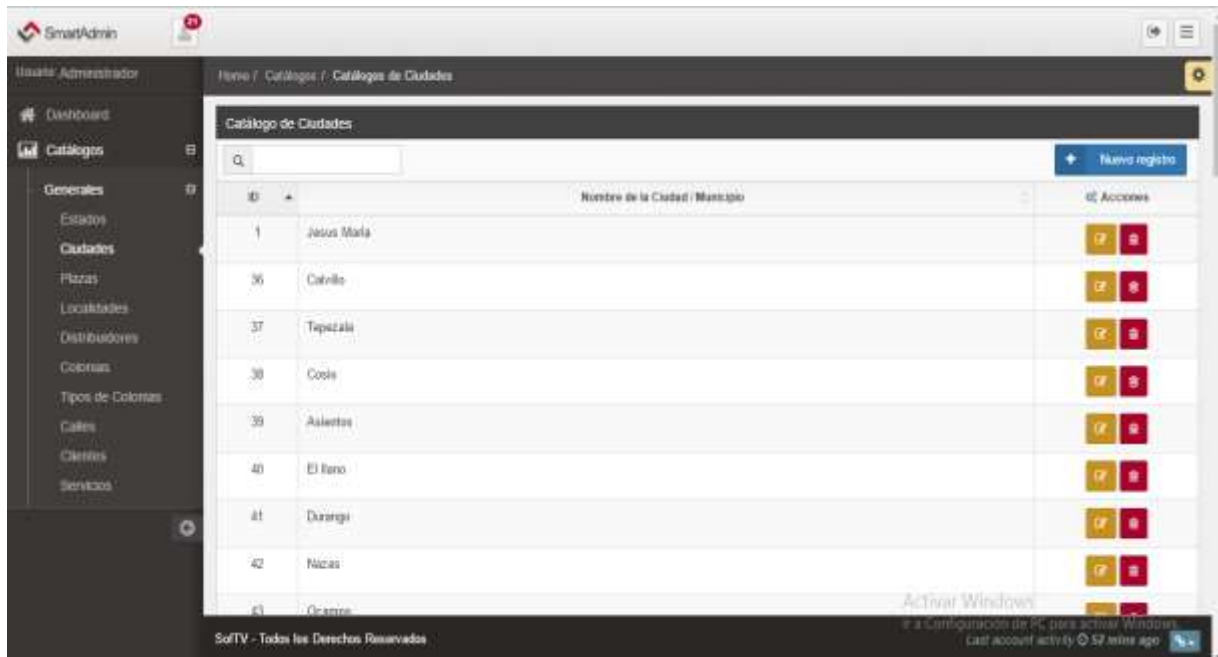 SmartAdmin
21
Usuario: Administrador
Home / Catálogos / Catálogos de Ciudades
Dashboard
Catálogos
Generales
Estados
Ciudades
Plazas
Localidades
Distribuidores
Colonias
Tipos de Colonias
Calles
Clientes
Servicios
Catálogo de Ciudades
Nuevo registro
ID Nombre de la Ciudad / Municipio Acciones
1 Jesus María
36 Calvillo
37 Tepezala
38 Cosio
39 Asientos
40 El llano
41 Durango
42 Nazas
43 Ocampo
Activar Windows
Ir a Configuración de PC para activar Windows.
SofTV - Todos los Derechos Reservados
Last account activity 52 mins ago